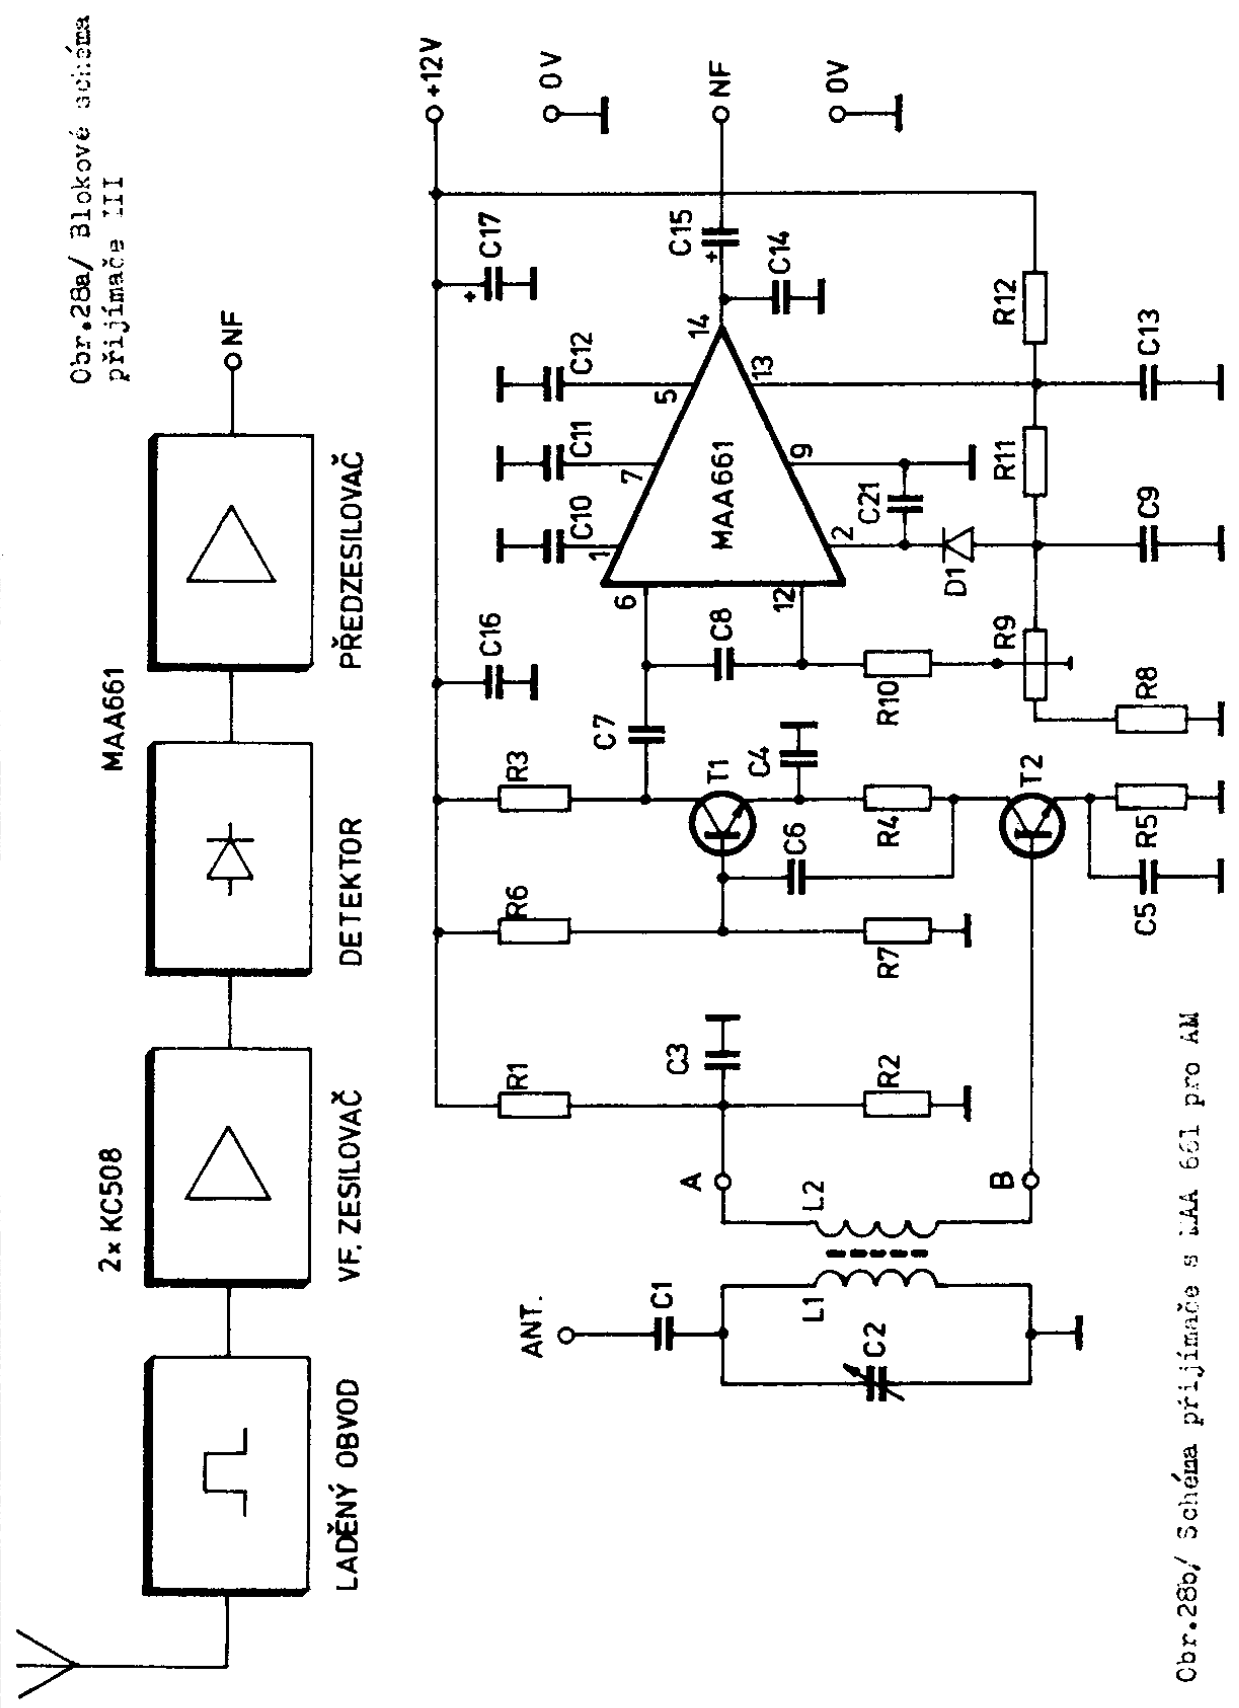 Obr.28a/ Blokové schéma
přijímače III
2x KC508
MAA661
NF
LADĚNÝ OBVOD
VF. ZESILOVAČ
DETEKTOR
PŘEDZESILOVAČ
+12V
0V
NF
0V
ANT.
C1
C2
L1
L2
A
B
R1
C3
R2
R6
R7
R3
C7
T1
C4
C6
R4
T2
C5
R5
C16
6
C8
12
R10
R9
R8
1
C10
7
C11
5
C12
MAA661
14
13
9
2
C21
D1
C9
R11
R12
C13
C17
+
C15
+
C14
Obr.28b/ Schéma přijímače s MAA 661 pro AM